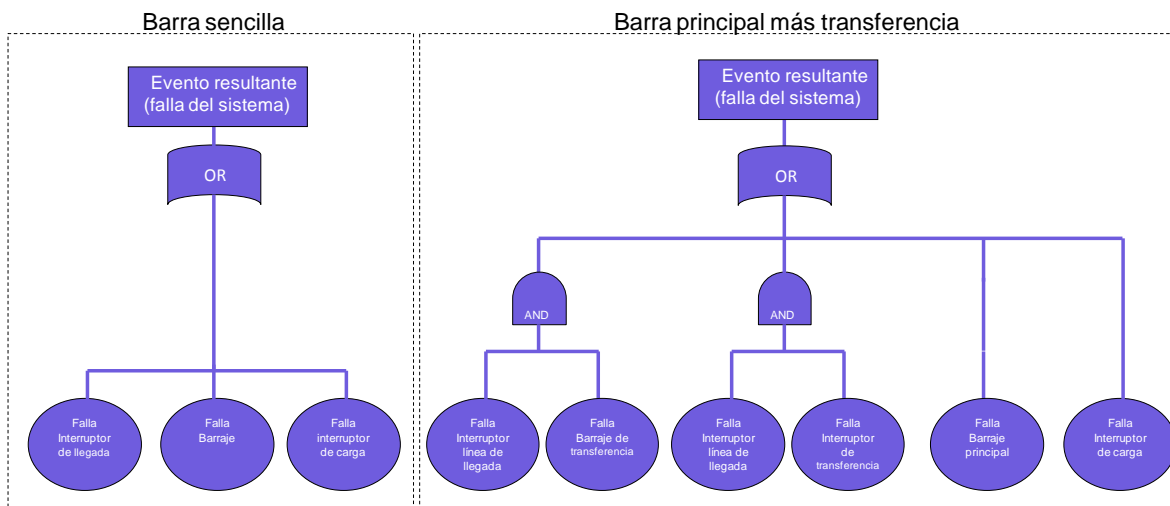 Barra sencilla
Evento resultante
(falla del sistema)
OR
Falla
Interruptor
de llegada
Falla
Barraje
Falla
interruptor
de carga
Barra principal más transferencia
Evento resultante
(falla del sistema)
OR
AND
AND
Falla
Interruptor
línea de
llegada
Falla
Barraje de
transferencia
Falla
Interruptor
línea de
llegada
Falla
Interruptor
de
transferencia
Falla
Barraje
principal
Falla
Interruptor
de carga